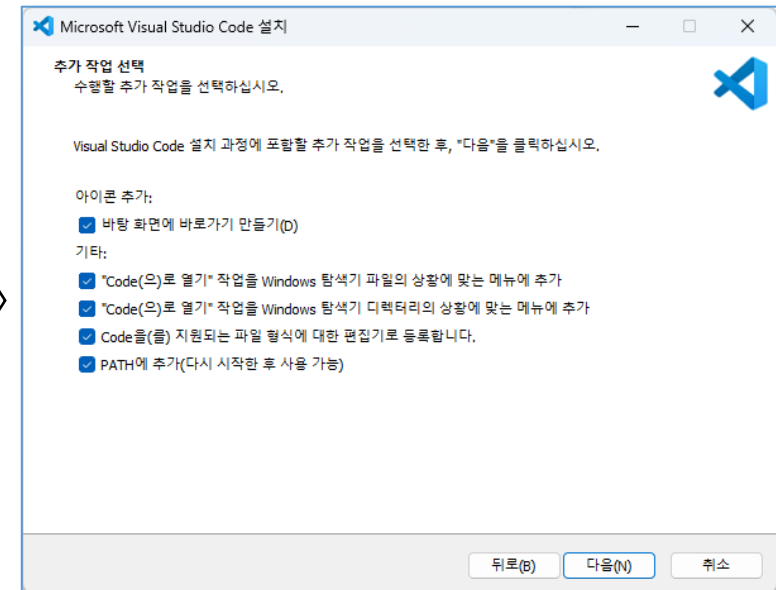 Microsoft Visual Studio Code 설치
추가 작업 선택
수행할 추가 작업을 선택하십시오.
Visual Studio Code 설치 과정에 포함할 추가 작업을 선택한 후, "다음"을 클릭하십시오.
아이콘 추가:
바탕 화면에 바로가기 만들기(D)
기타:
"Code(으)로 열기" 작업을 Windows 탐색기 파일의 상황에 맞는 메뉴에 추가
"Code(으)로 열기" 작업을 Windows 탐색기 디렉터리의 상황에 맞는 메뉴에 추가
Code을(를) 지원되는 파일 형식에 대한 편집기로 등록합니다.
PATH에 추가(다시 시작한 후 사용 가능)
뒤로(B) 다음(N) 취소